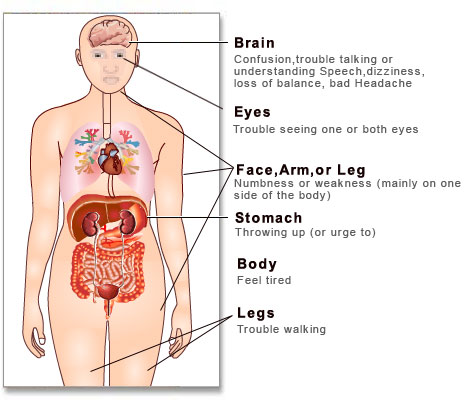 Brain
Confusion,trouble talking or
understanding Speech,dizziness,
loss of balance, bad Headache
Eyes
Trouble seeing one or both eyes
Face,Arm,or Leg
Numbness or weakness (mainly on one
side of the body)
Stomach
Throwing up (or urge to)
Body
Feel tired
Legs
Trouble walking